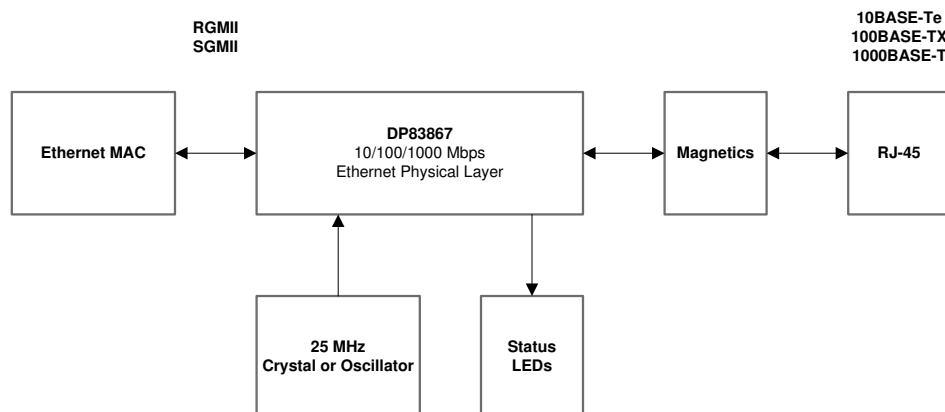 RGMII
SGMII
10BASE-Te
100BASE-TX
1000BASE-T
Ethernet MAC
DP83867
10/100/1000 Mbps
Ethernet Physical Layer
Magnetics
RJ-45
25 MHz
Crystal or Oscillator
Status
LEDs